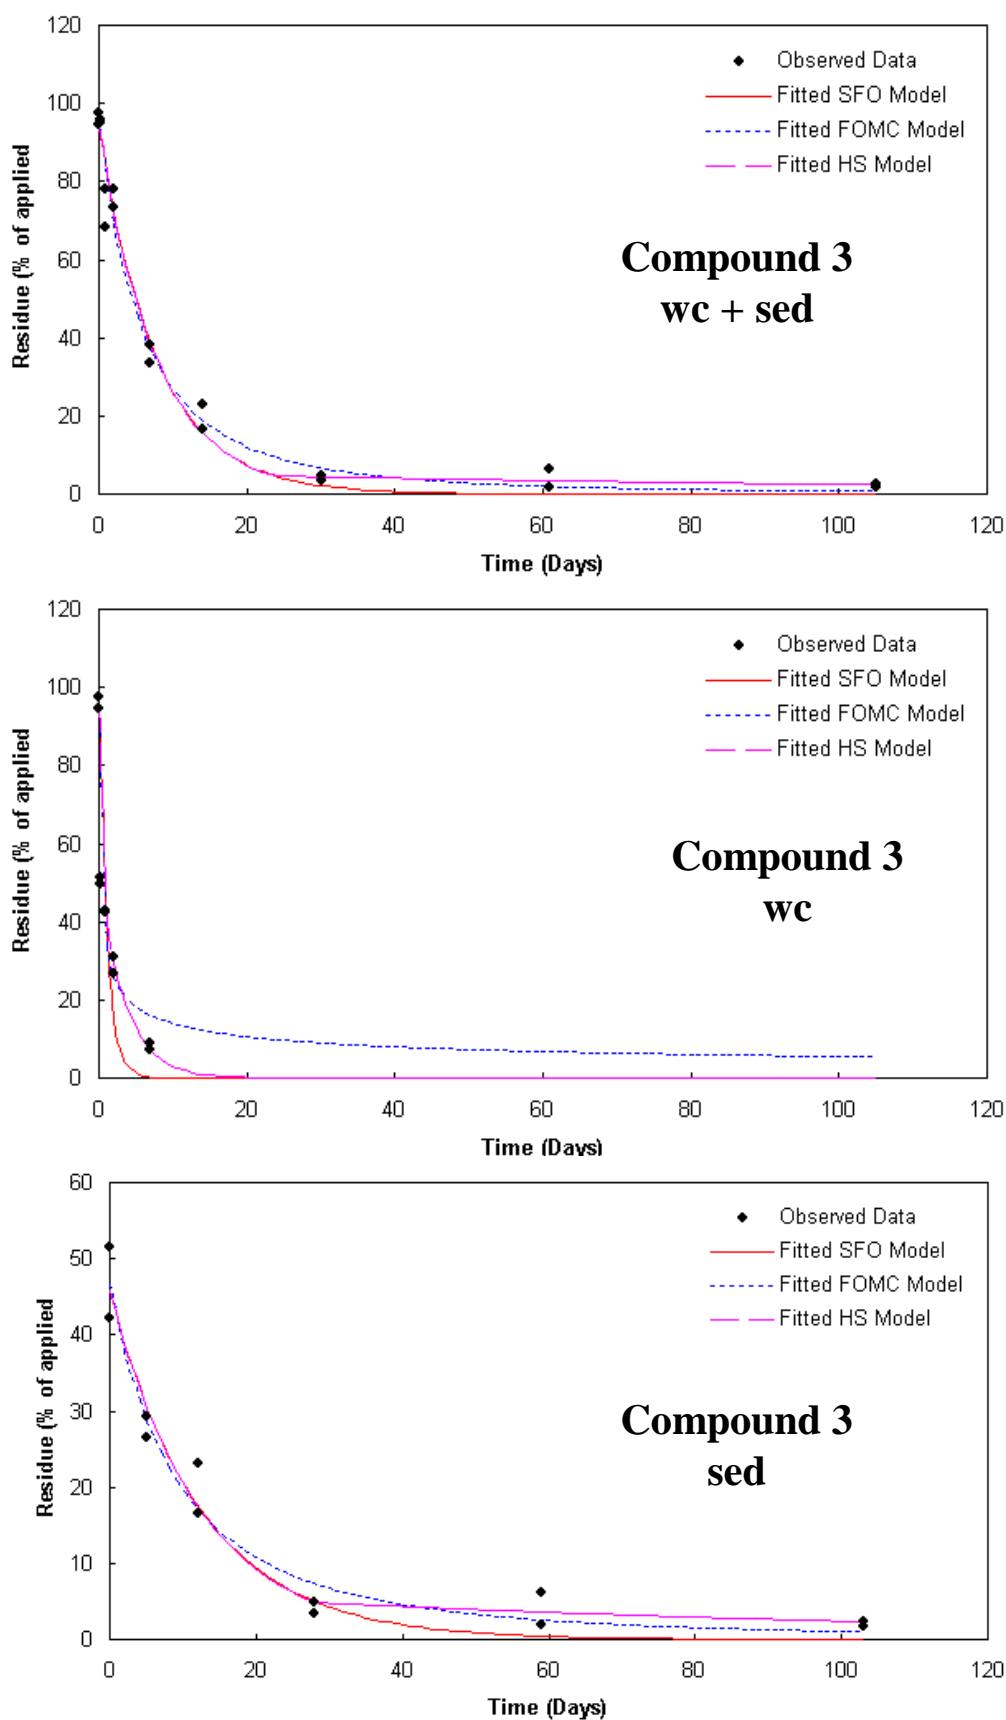 120
100
80
60
40
20
0
Residue (% of applied
Observed Data
Fitted SFO Model
Fitted FOMC Model
Fitted HS Model
Compound 3
wc + sed
0 20 40 60 80 100 120
Time (Days)
120
100
80
60
40
20
0
Residue (% of applied
Observed Data
Fitted SFO Model
Fitted FOMC Model
Fitted HS Model
Compound 3
wc
0 20 40 60 80 100 120
Time (Days)
60
50
40
30
20
10
0
Residue (% of applied
Observed Data
Fitted SFO Model
Fitted FOMC Model
Fitted HS Model
Compound 3
sed
0 20 40 60 80 100 120
Time (Days)